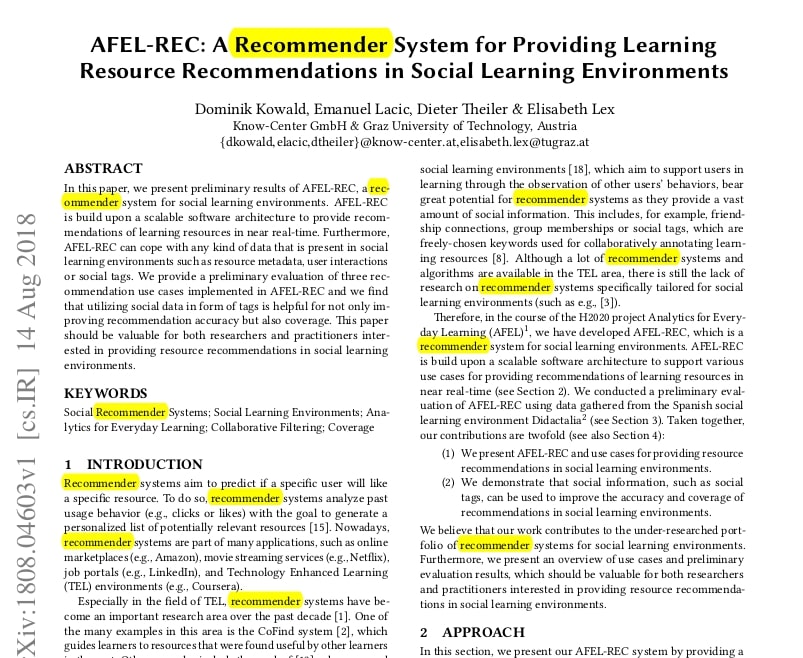 AFEL-REC: A Recommender System for Providing Learning
Resource Recommendations in Social Learning Environments
Dominik Kowald, Emanuel Lacic, Dieter Theiler & Elisabeth Lex
Know-Center GmbH & Graz University of Technology, Austria
{dkowald,elacic,dtheiler}@know-center.at,elisabeth.lex@tugraz.at
ABSTRACT
In this paper, we present preliminary results of AFEL-REC, a rec-
ommender system for social learning environments. AFEL-REC
is build upon a scalable software architecture to provide recom-
mendations of learning resources in near real-time. Furthermore,
AFEL-REC can cope with any kind of data that is present in social
learning environments such as resource metadata, user interactions
or social tags. We provide a preliminary evaluation of three rec-
ommendation use cases implemented in AFEL-REC and we find
that utilizing social data in form of tags is helpful for not only im-
proving recommendation accuracy but also coverage. This paper
should be valuable for both researchers and practitioners inter-
ested in providing resource recommendations in social learning
environments.
KEYWORDS
Social Recommender Systems; Social Learning Environments; Ana-
lytics for Everyday Learning; Collaborative Filtering; Coverage
1 INTRODUCTION
Recommender systems aim to predict if a specific user will like
a specific resource. To do so, recommender systems analyze past
usage behavior (e.g., clicks or likes) with the goal to generate a
personalized list of potentially relevant resources [15]. Nowadays,
recommender systems are part of many applications, such as online
marketplaces (e.g., Amazon), movie streaming services (e.g., Netflix),
job portals (e.g., LinkedIn), and Technology Enhanced Learning
(TEL) environments (e.g., Coursera).
Especially in the field of TEL, recommender systems have be-
come an important research area over the past decade [1]. One of
the many examples in this area is the CoFind system [2], which
guides learners to resources that were found useful by other learners
social learning environments [18], which aim to support users in
learning through the observation of other users' behaviors, bear
great potential for recommender systems as they provide a vast
amount of social information. This includes, for example, friend-
ship connections, group memberships or social tags, which are
freely-chosen keywords used for collaboratively annotating learn-
ing resources [8]. Although a lot of recommender systems and
algorithms are available in the TEL area, there is still the lack of
research on recommender systems specifically tailored for social
learning environments (such as e.g., [3]).
Therefore, in the course of the H2020 project Analytics for Every-
day Learning (AFEL)¹, we have developed AFEL-REC, which is a
recommender system for social learning environments. AFEL-REC
is build upon a scalable software architecture to support various
use cases for providing recommendations of learning resources in
near real-time (see Section 2). We conducted a preliminary eval-
uation of AFEL-REC using data gathered from the Spanish social
learning environment Didactalia² (see Section 3). Taken together,
our contributions are twofold (see also Section 4):
(1) We present AFEL-REC and use cases for providing resource
recommendations in social learning environments.
(2) We demonstrate that social information, such as social
tags, can be used to improve the accuracy and coverage of
recommendations in social learning environments.
We believe that our work contributes to the under-researched port-
folio of recommender systems for social learning environments.
Furthermore, we present an overview of use cases and preliminary
evaluation results, which should be valuable for both researchers
and practitioners interested in providing resource recommenda-
tions in social learning environments.
2 APPROACH
In this section, we present our AFEL-REC system by providing a
Xiv:1808.04603v1 [cs.IR] 14 Aug 2018